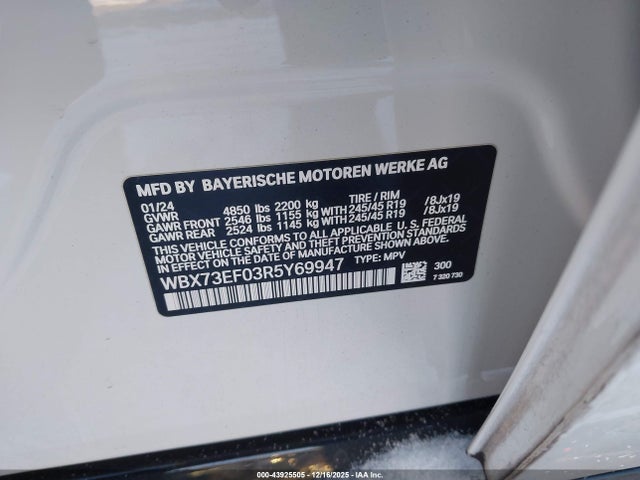 MFD BY BAYERISCHE MOTOREN WERKE AG
01/24 TIRE / RIM
GVWR 4850 lbs 2200 kg
GAWR FRONT 2546 lbs 1155 kg WITH 245/45 R19 /8Jx19
GAWR REAR 2524 lbs 1145 kg WITH 245/45 R19 /8Jx19
THIS VEHICLE CONFORMS TO ALL APPLICABLE U.S. FEDERAL
MOTOR VEHICLE SAFETY AND THEFT PREVENTION STANDARDS
IN EFFECT ON THE DATE OF MANUFACTURE SHOWN ABOVE.
WBX73EF03R5Y69947 TYPE: MPV
300
7 320 730
000-43925505 12/16/2025 IAAI.com